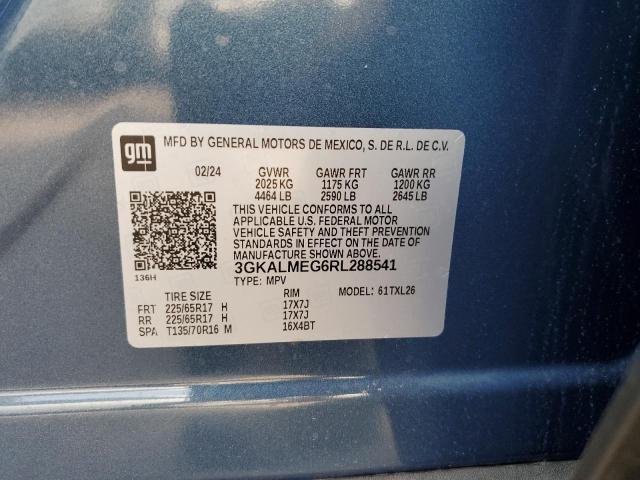 gm
MFD BY GENERAL MOTORS DE MEXICO, S. DE R.L. DE C.V.
02/24 GVWR GAWR FRT GAWR RR
2025 KG 1175 KG 1200 KG
4464 LB 2590 LB 2645 LB
THIS VEHICLE CONFORMS TO ALL
APPLICABLE U.S. FEDERAL MOTOR
VEHICLE SAFETY AND THEFT PREVENTION
STANDARDS IN EFFECT ON THE DATE OF
MANUFACTURE SHOWN ABOVE.
3GKALMEG6RL288541
136H
TYPE: MPV MODEL: 61TXL26
TIRE SIZE RIM
FRT 225/65R17 H 17X7J
RR 225/65R17 H 17X7J
SPA T135/70R16 M 16X4BT